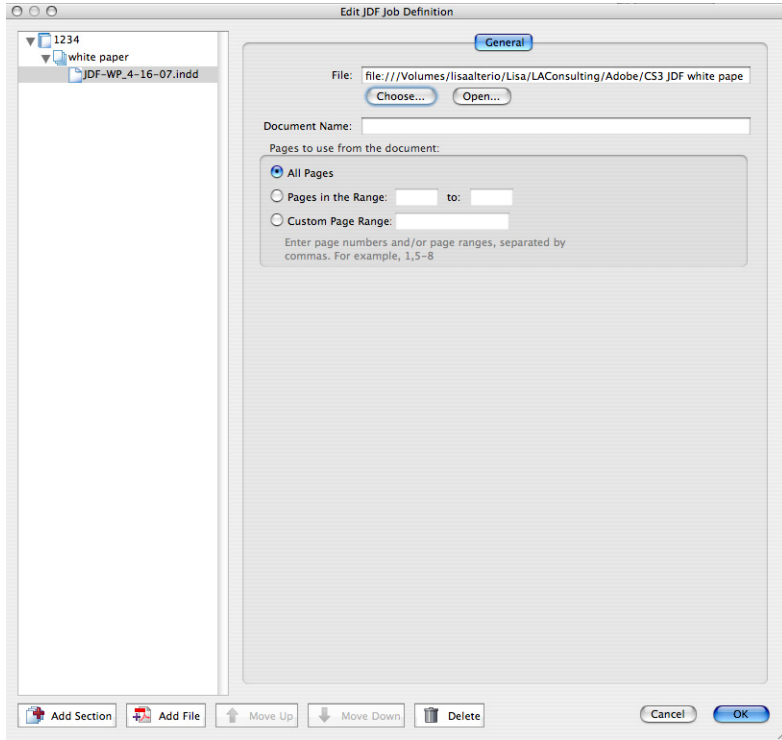 Edit JDF Job Definition
1234
white paper
JDF-WP_4-16-07.indd
General
File: file:///Volumes/lisaalterio/Lisa/LAConsulting/Adobe/CS3 JDF white pape
Choose... Open...
Document Name:
Pages to use from the document:
All Pages
Pages in the Range: to:
Custom Page Range:
Enter page numbers and/or page ranges, separated by
commas. For example, 1,5-8
Add Section Add File Move Up Move Down Delete Cancel OK